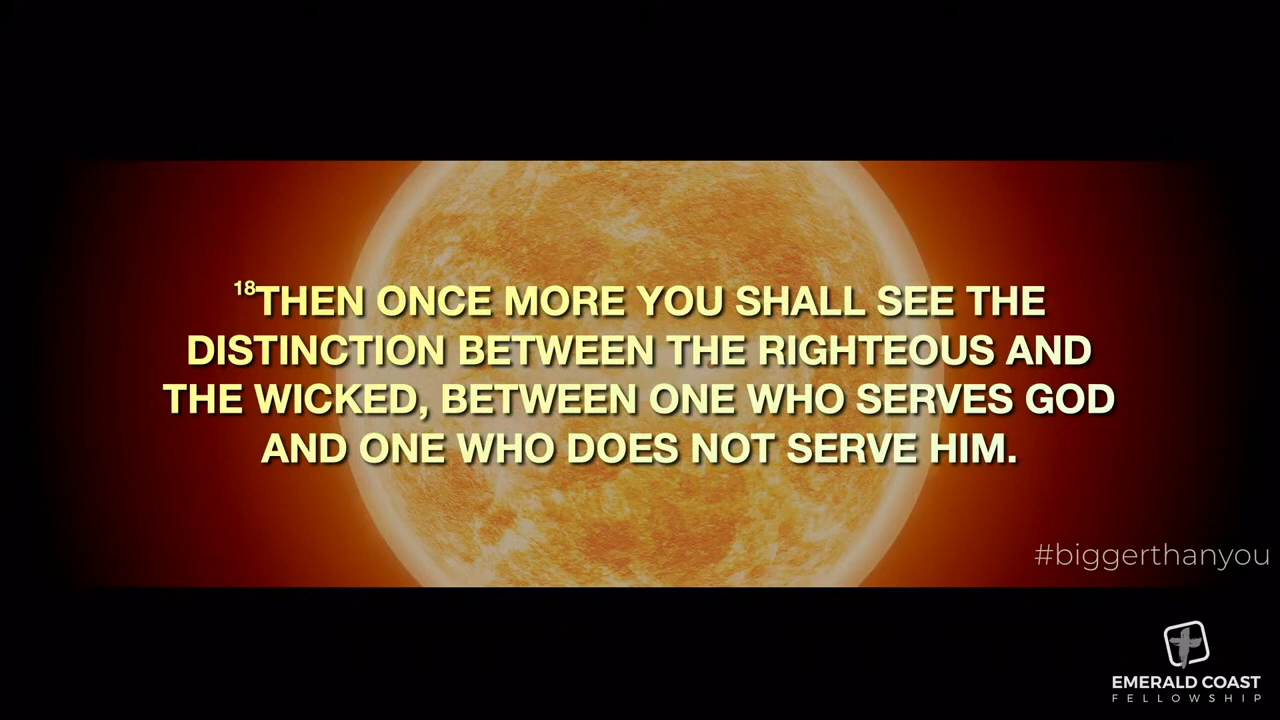 18THEN ONCE MORE YOU SHALL SEE THE
DISTINCTION BETWEEN THE RIGHTEOUS AND
THE WICKED, BETWEEN ONE WHO SERVES GOD
AND ONE WHO DOES NOT SERVE HIM.
#biggerthanyou
EMERALD COAST
FELLOWSHIP